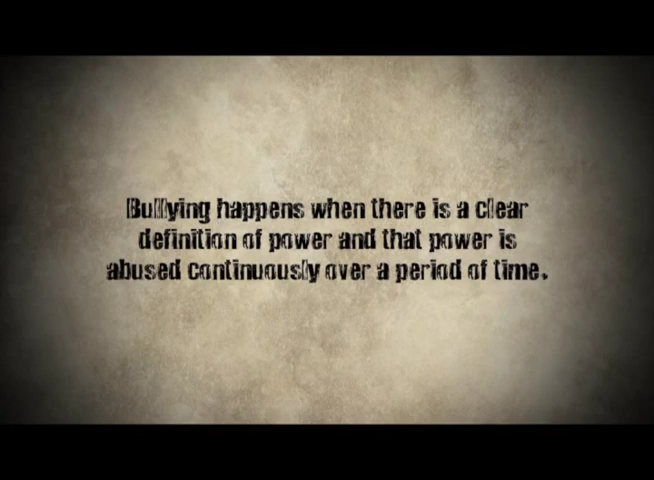 Bullying happens when there is a clear
definition of power and that power is
abused continuously over a period of time.